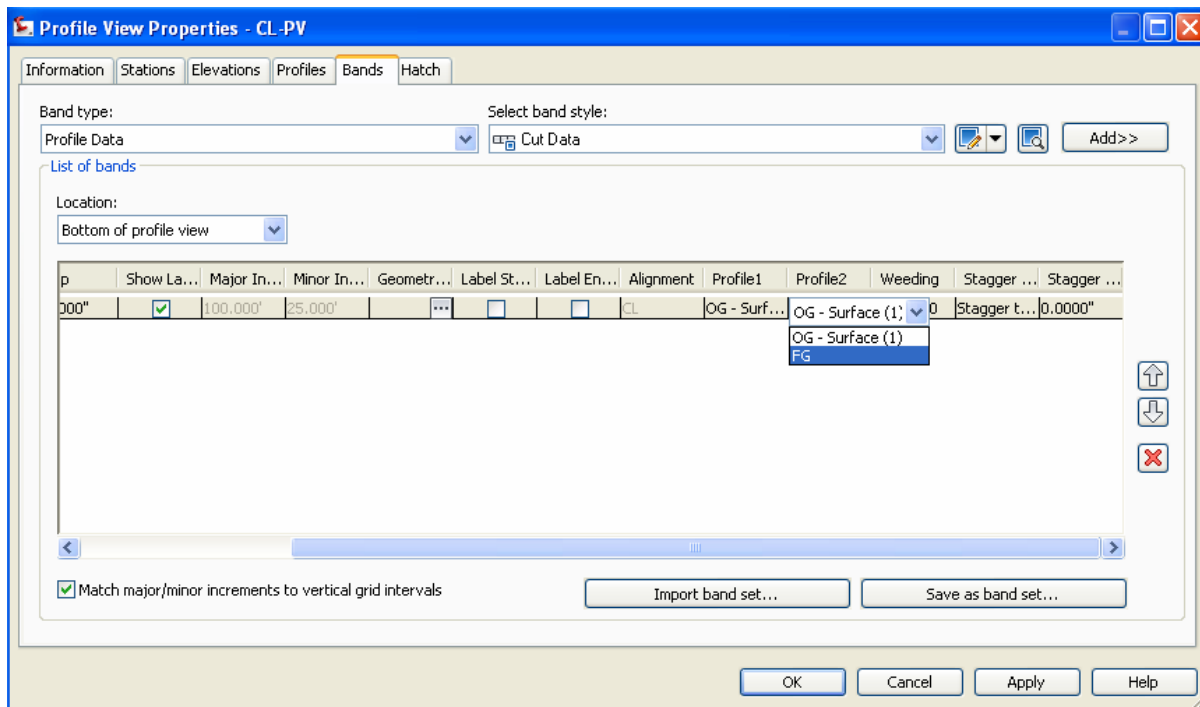 Profile View Properties - CL-PV
Information Stations Elevations Profiles Bands Hatch
Band type: Select band style:
Profile Data Cut Data Add>>
List of bands
Location:
Bottom of profile view
p Show La... Major In... Minor In... Geometr... Label St... Label En... Alignment Profile1 Profile2 Weeding Stagger ... Stagger ...
000" 100.000' 25.000' ... CL OG - Surf... OG - Surface (1) 0 Stagger t... 0.0000"
OG - Surface (1)
FG
Match major/minor increments to vertical grid intervals Import band set... Save as band set...
OK Cancel Apply Help